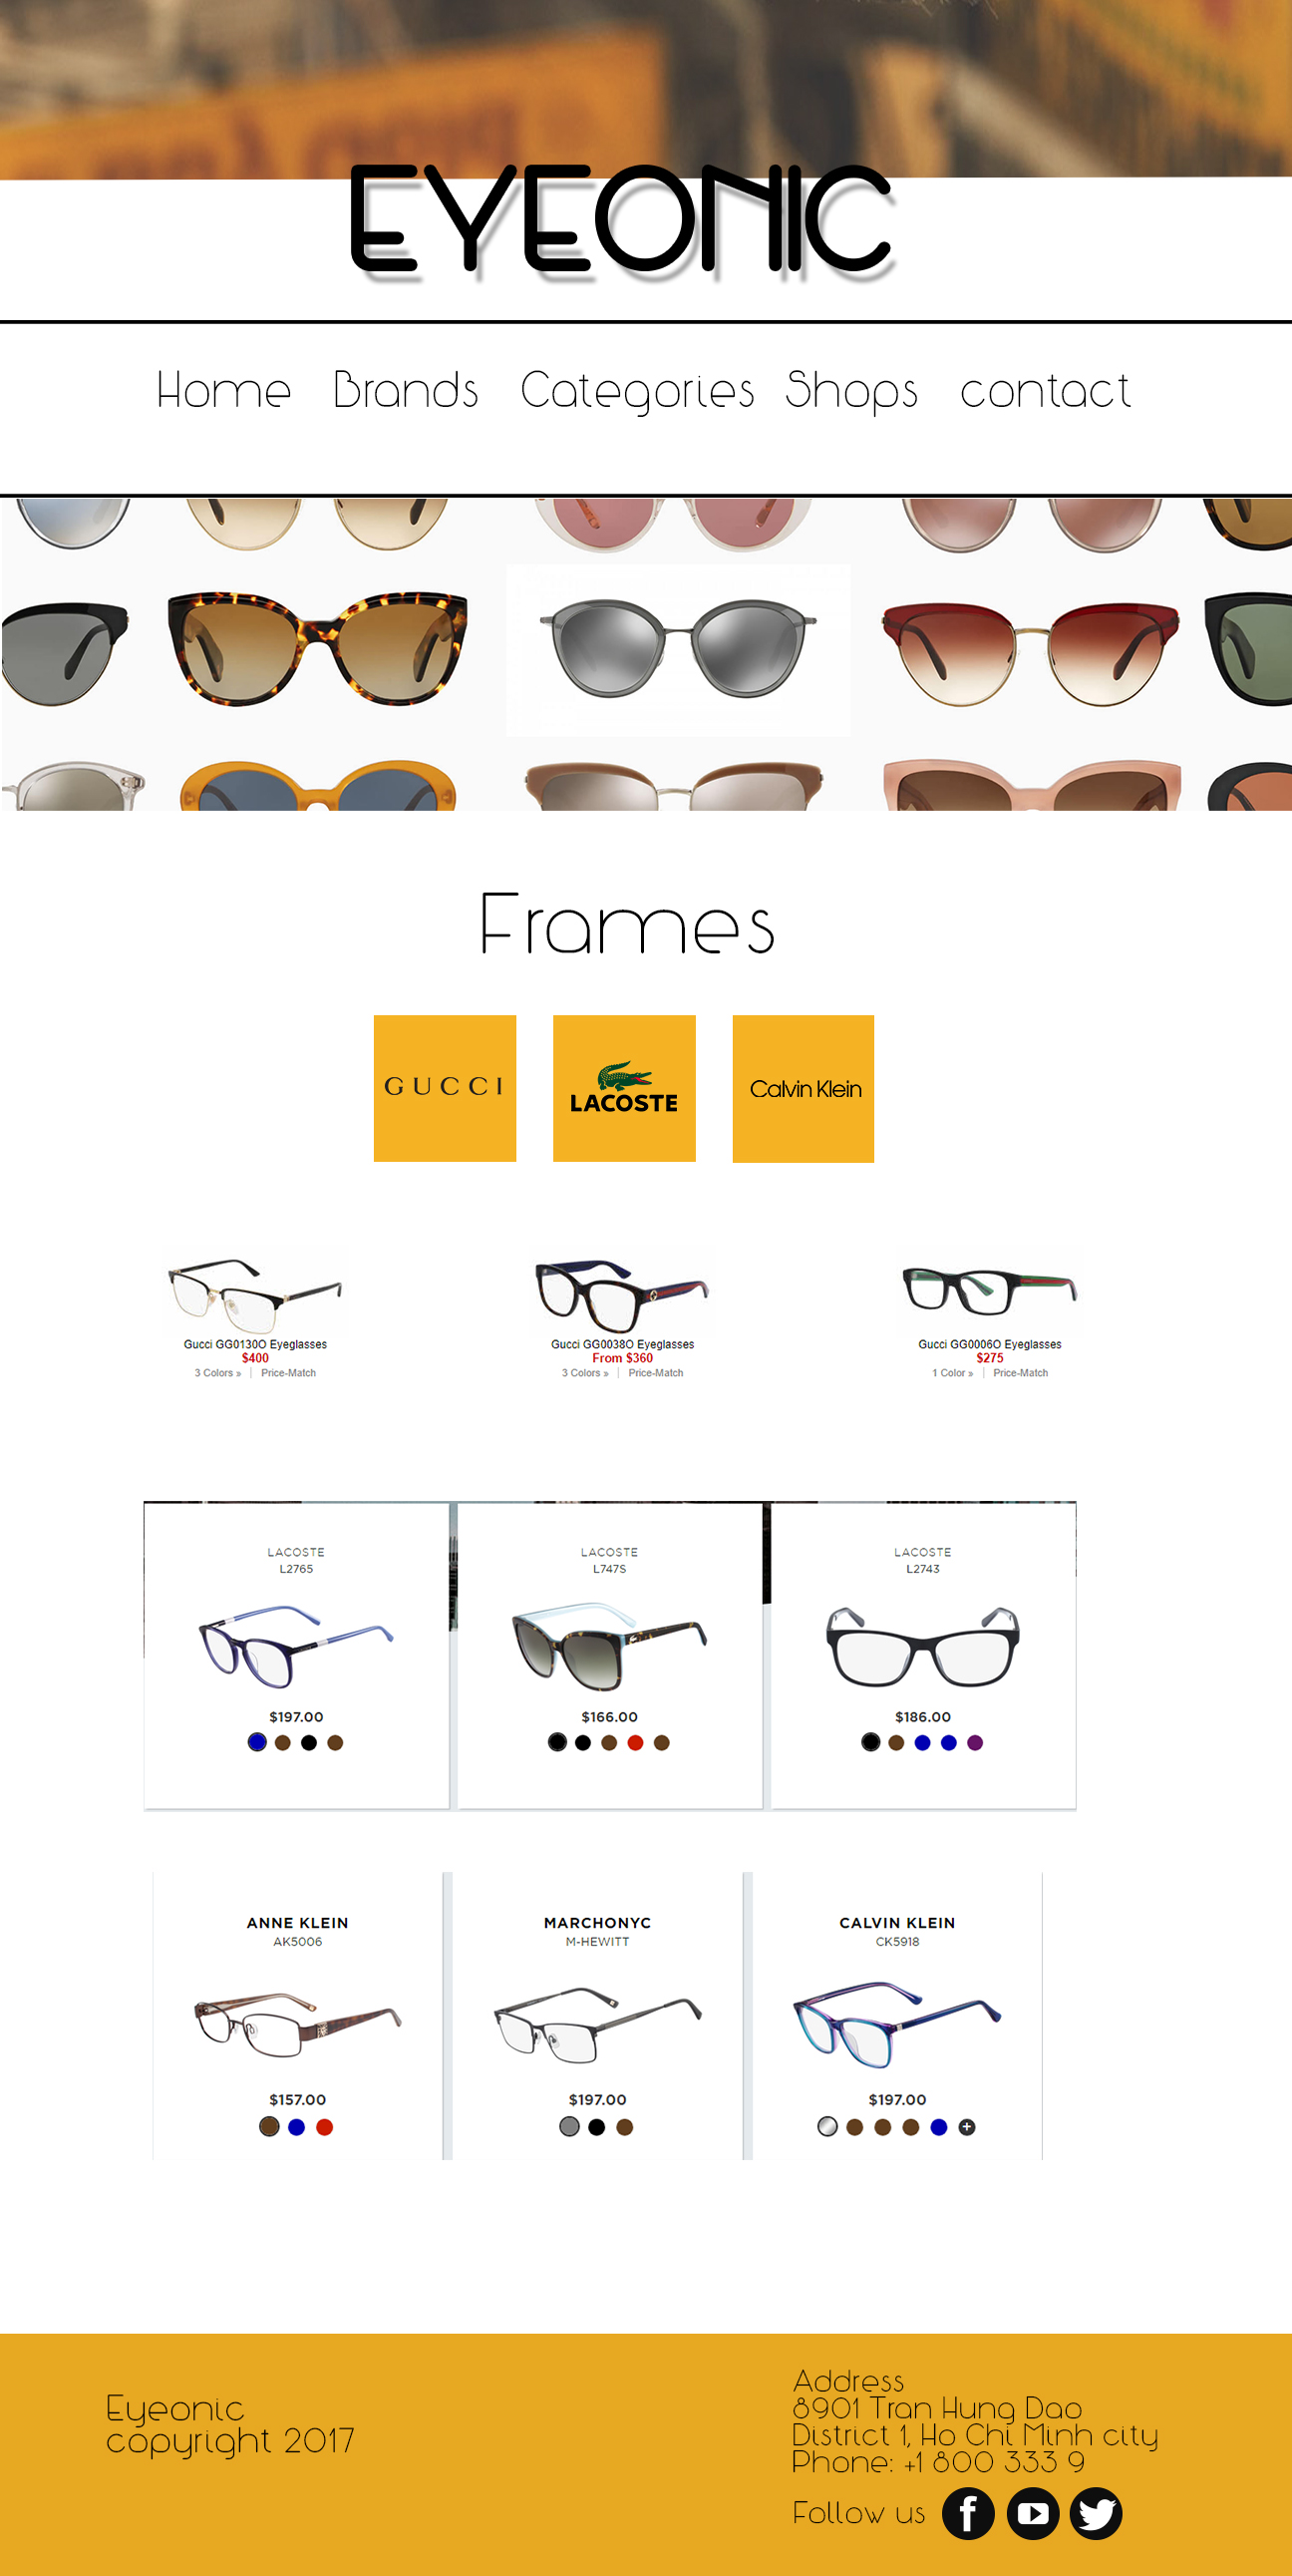 EYEONIC
Home Brands Categories Shops contact
Frames
GUCCI
LACOSTE
Calvin Klein
Gucci GG0130O Eyeglasses
$400
3 Colors » | Price-Match
Gucci GG0038O Eyeglasses
From $360
3 Colors » | Price-Match
Gucci GG0006O Eyeglasses
$275
1 Color » | Price-Match
LACOSTE
L2765
$197.00
LACOSTE
L747S
$166.00
LACOSTE
L2743
$186.00
ANNE KLEIN
AK5006
$157.00
MARCHONYC
M-HEWITT
$197.00
CALVIN KLEIN
CK5918
$197.00
Eyeonic
copyright 2017
Address
8901 Tran Hung Dao
District 1, Ho Chi Minh city
Phone: +1 800 333 9
Follow us